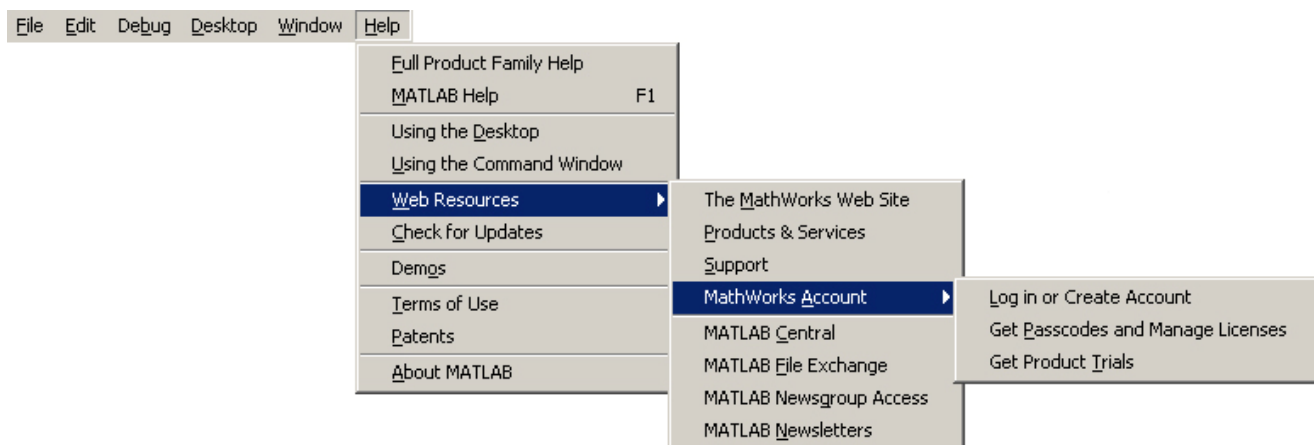 File Edit Debug Desktop Window Help
Full Product Family Help
MATLAB Help F1
Using the Desktop
Using the Command Window
Web Resources
Check for Updates
Demos
Terms of Use
Patents
About MATLAB
The MathWorks Web Site
Products & Services
Support
MathWorks Account
MATLAB Central
MATLAB File Exchange
MATLAB Newsgroup Access
MATLAB Newsletters
Log in or Create Account
Get Passcodes and Manage Licenses
Get Product Trials